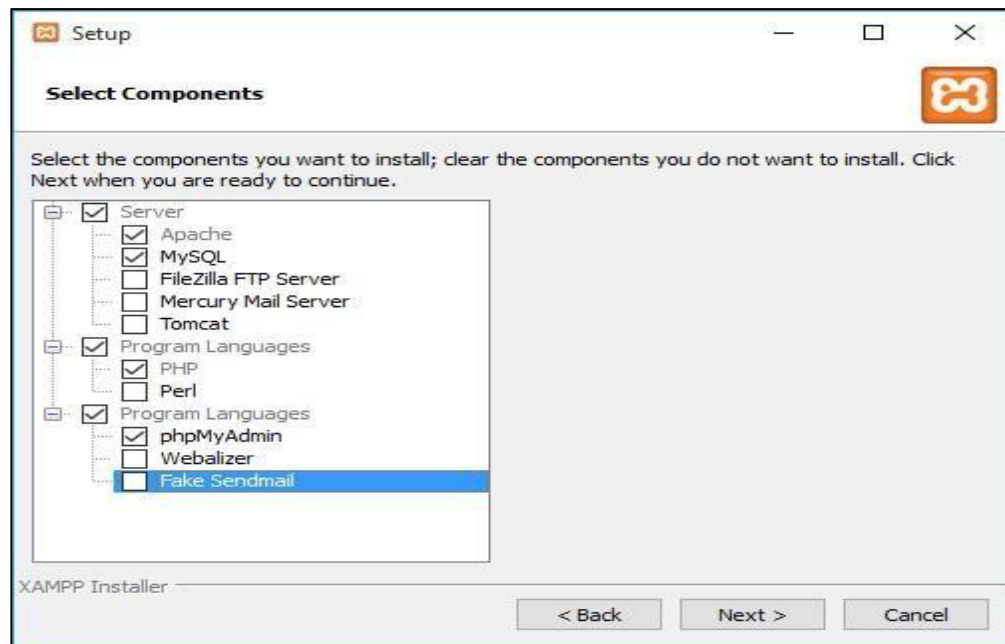 Setup
Select Components
Select the components you want to install; clear the components you do not want to install. Click
Next when you are ready to continue.
Server
Apache
MySQL
FileZilla FTP Server
Mercury Mail Server
Tomcat
Program Languages
PHP
Perl
Program Languages
phpMyAdmin
Webalizer
Fake Sendmail
XAMPP Installer
< Back
Next >
Cancel